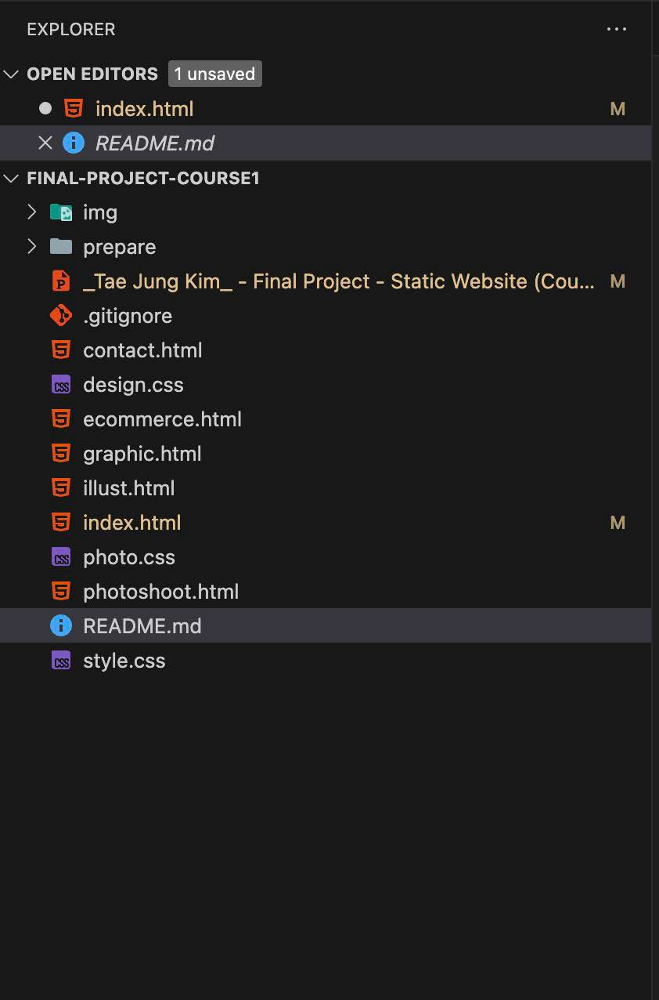 EXPLORER
OPEN EDITORS 1 unsaved
index.html M
README.md
FINAL-PROJECT-COURSE1
img
prepare
_Tae Jung Kim_ - Final Project - Static Website (Cou... M
.gitignore
contact.html
design.css
ecommerce.html
graphic.html
illust.html
index.html M
photo.css
photoshoot.html
README.md
style.css